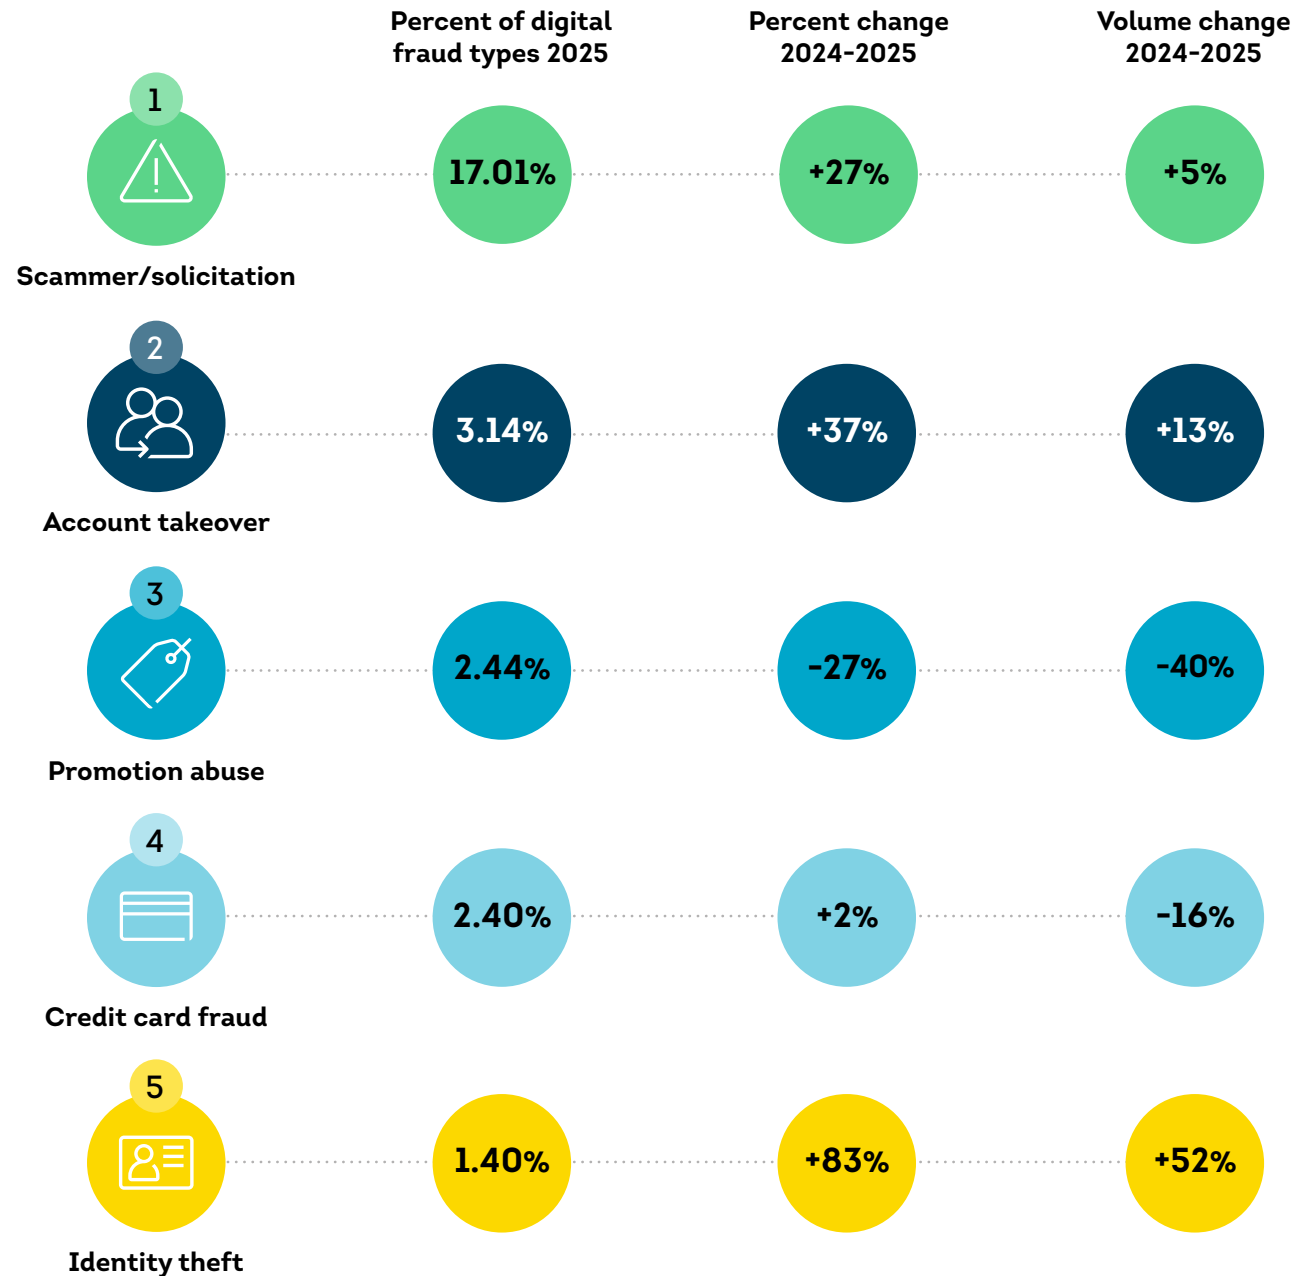 Percent of digital
fraud types 2025
Percent change
2024-2025
Volume change
2024-2025
1
17.01%
+27%
+5%
Scammer/solicitation
2
3.14%
+37%
+13%
Account takeover
3
2.44%
-27%
-40%
Promotion abuse
4
2.40%
+2%
-16%
Credit card fraud
5
1.40%
+83%
+52%
Identity theft